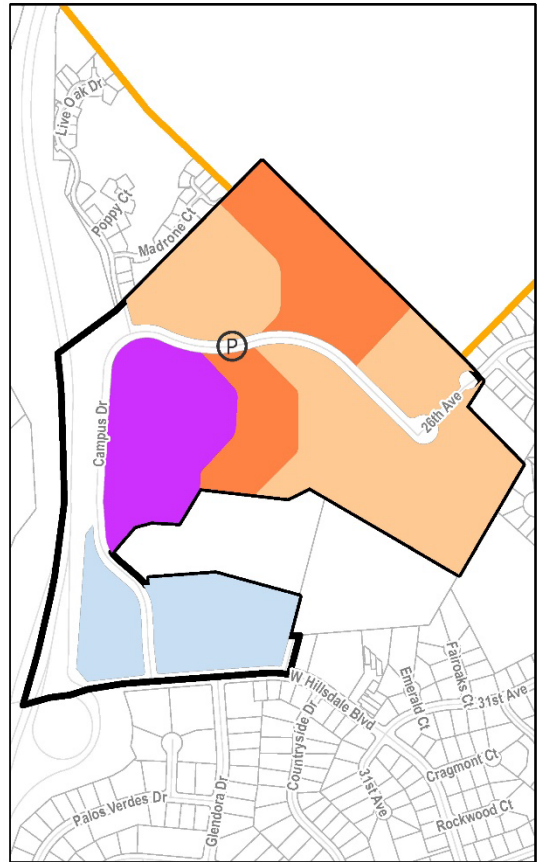 Live Oak Dr
Poppy Ct
Madrone Ct
P
Campus Dr
26th Ave
W Hillsdale Blvd
Fairoaks Ct
Emerald Ct
31st Ave
Countryside Dr
31st Ave
Cragmont Ct
Glendora Dr
Palos Verdes Dr
Rockwood Ct